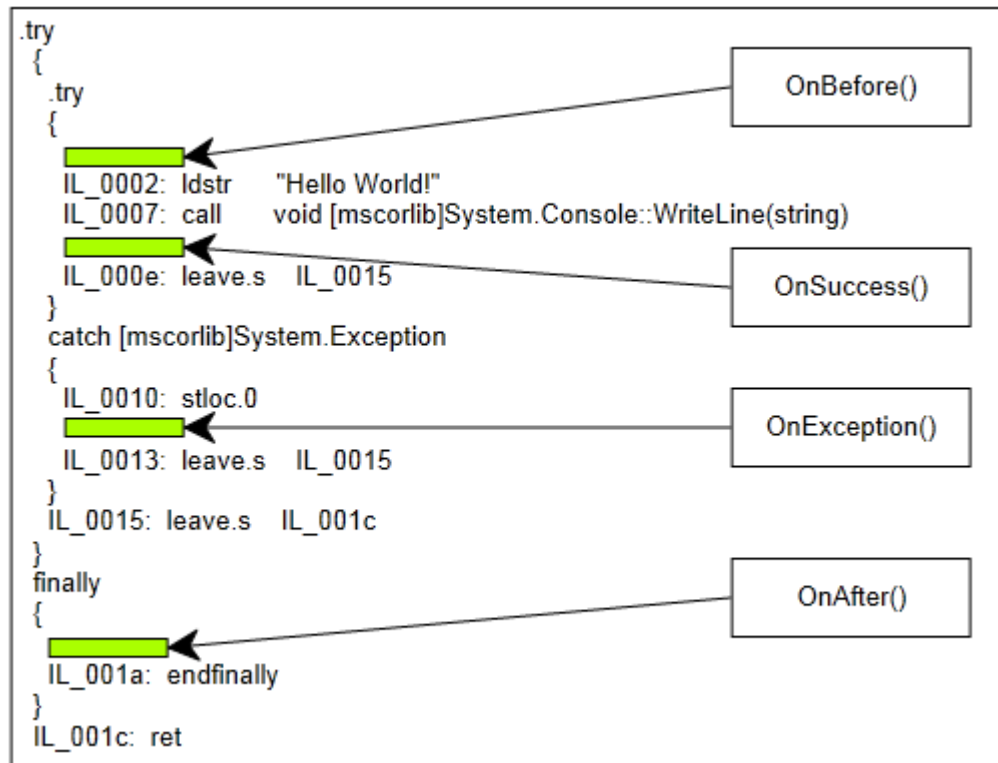 .try
{
.try
{
OnBefore()
IL_0002: ldstr "Hello World!"
IL_0007: call void [mscorlib]System.Console::WriteLine(string)
IL_000e: leave.s IL_0015
OnSuccess()
}
catch [mscorlib]System.Exception
{
IL_0010: stloc.0
OnException()
IL_0013: leave.s IL_0015
}
IL_0015: leave.s IL_001c
}
finally
{
OnAfter()
IL_001a: endfinally
}
IL_001c: ret